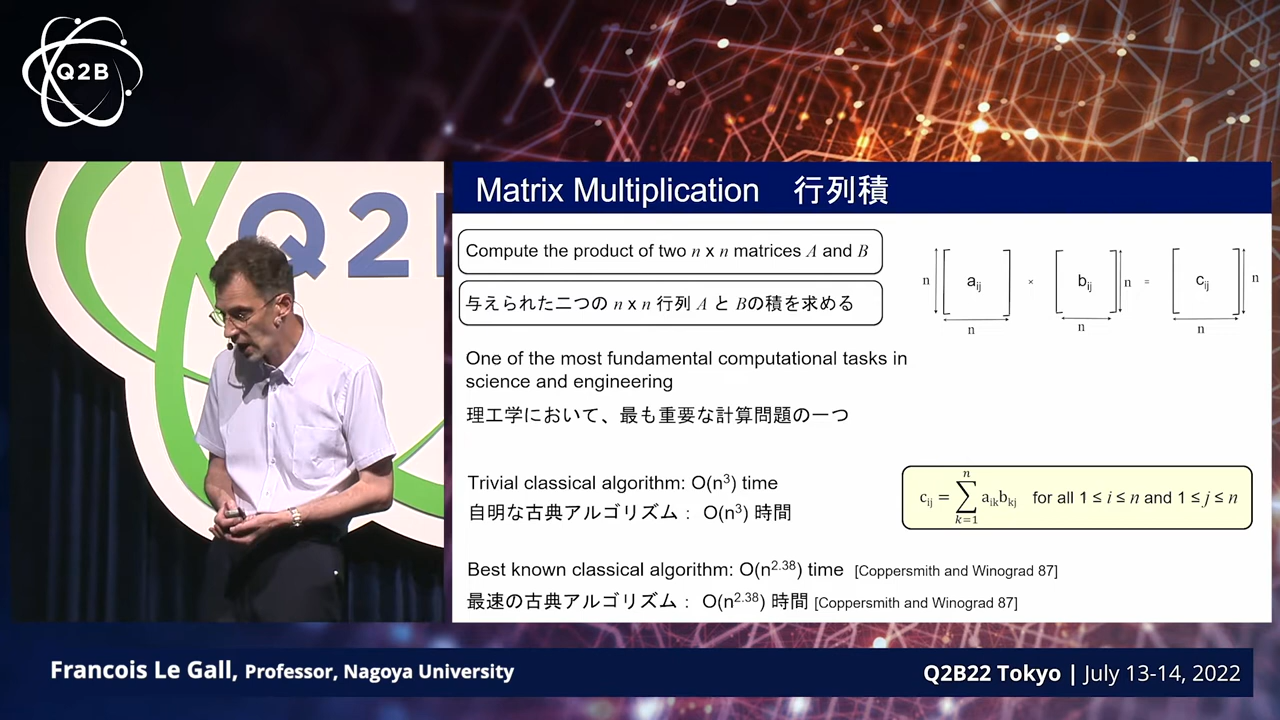 Q2B
Q2
Matrix Multiplication 行列積
Compute the product of two n x n matrices A and B
与えられた二つの n x n 行列 A と Bの積を求める
n [aij] n × [bij] n = [cij] n
n n n
One of the most fundamental computational tasks in
science and engineering
理工学において、最も重要な計算問題の一つ
Trivial classical algorithm: O(n³) time
自明な古典アルゴリズム： O(n³) 時間
cij = ∑ⁿk=1 aikbkj for all 1 ≤ i ≤ n and 1 ≤ j ≤ n
Best known classical algorithm: O(n^2.38) time [Coppersmith and Winograd 87]
最速の古典アルゴリズム： O(n^2.38) 時間 [Coppersmith and Winograd 87]
Francois Le Gall, Professor, Nagoya University
Q2B22 Tokyo | July 13-14, 2022